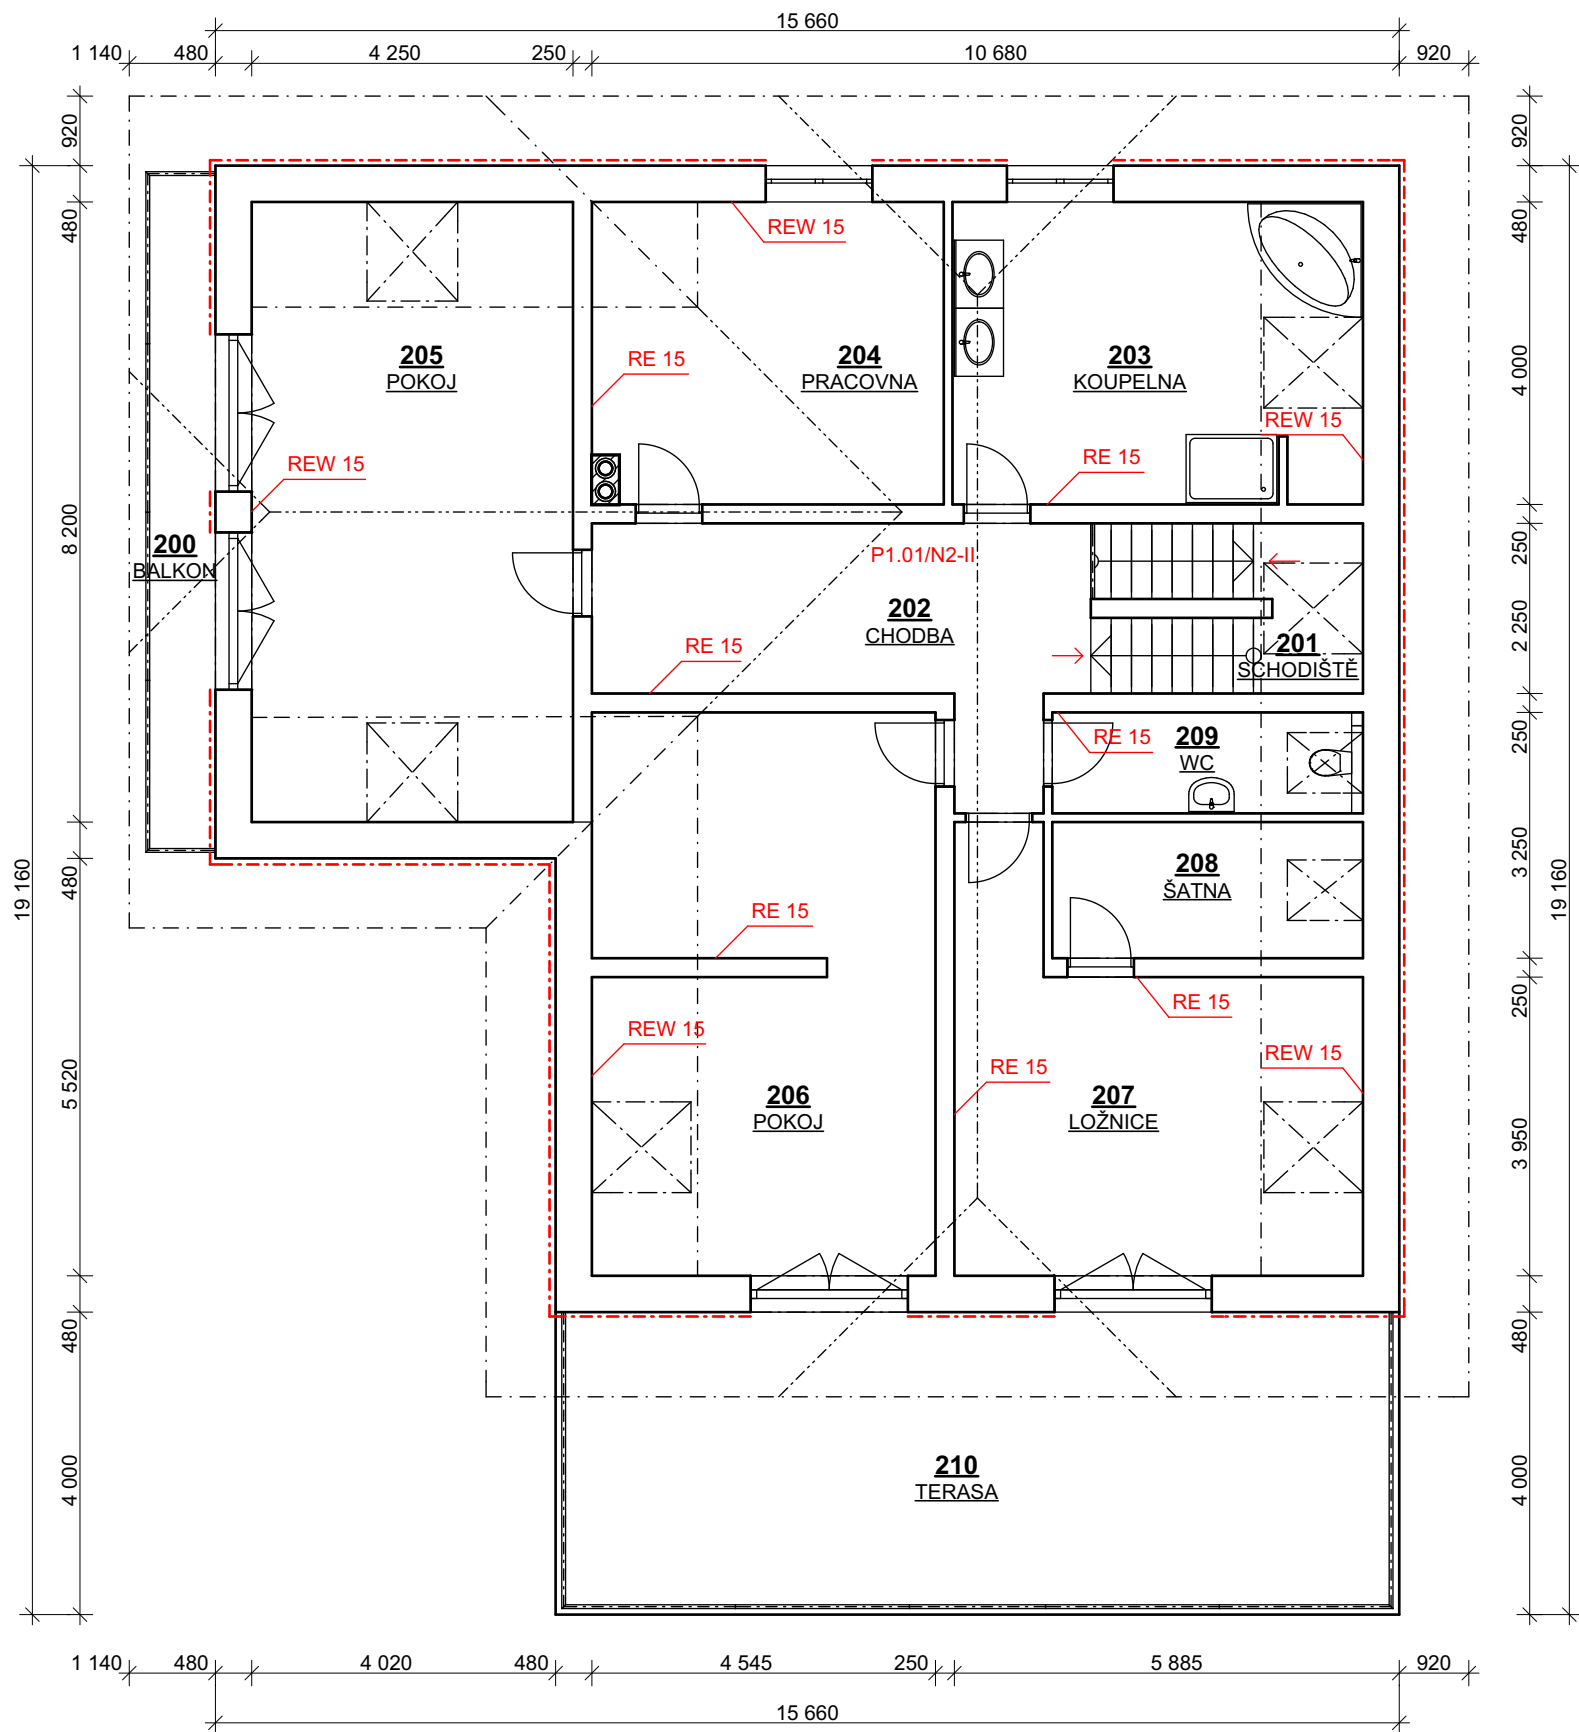 15 660
1 140
480
4 250
250
10 680
920
920
920
480
480
REW 15
205
POKOJ
RE 15
204
PRACOVNA
203
KOUPELNA
4 000
REW 15
REW 15
RE 15
8 200
200
BALKON
P1.01/N2-II
250
202
CHODBA
RE 15
201
SCHODIŠTĚ
2 250
RE 15
209
WC
250
19 160
480
208
ŠATNA
3 250
19 160
RE 15
RE 15
250
REW 15
REW 15
5 520
206
POKOJ
RE 15
207
LOŽNICE
3 950
480
480
4 000
210
TERASA
4 000
1 140
480
4 020
480
4 545
250
5 885
920
15 660